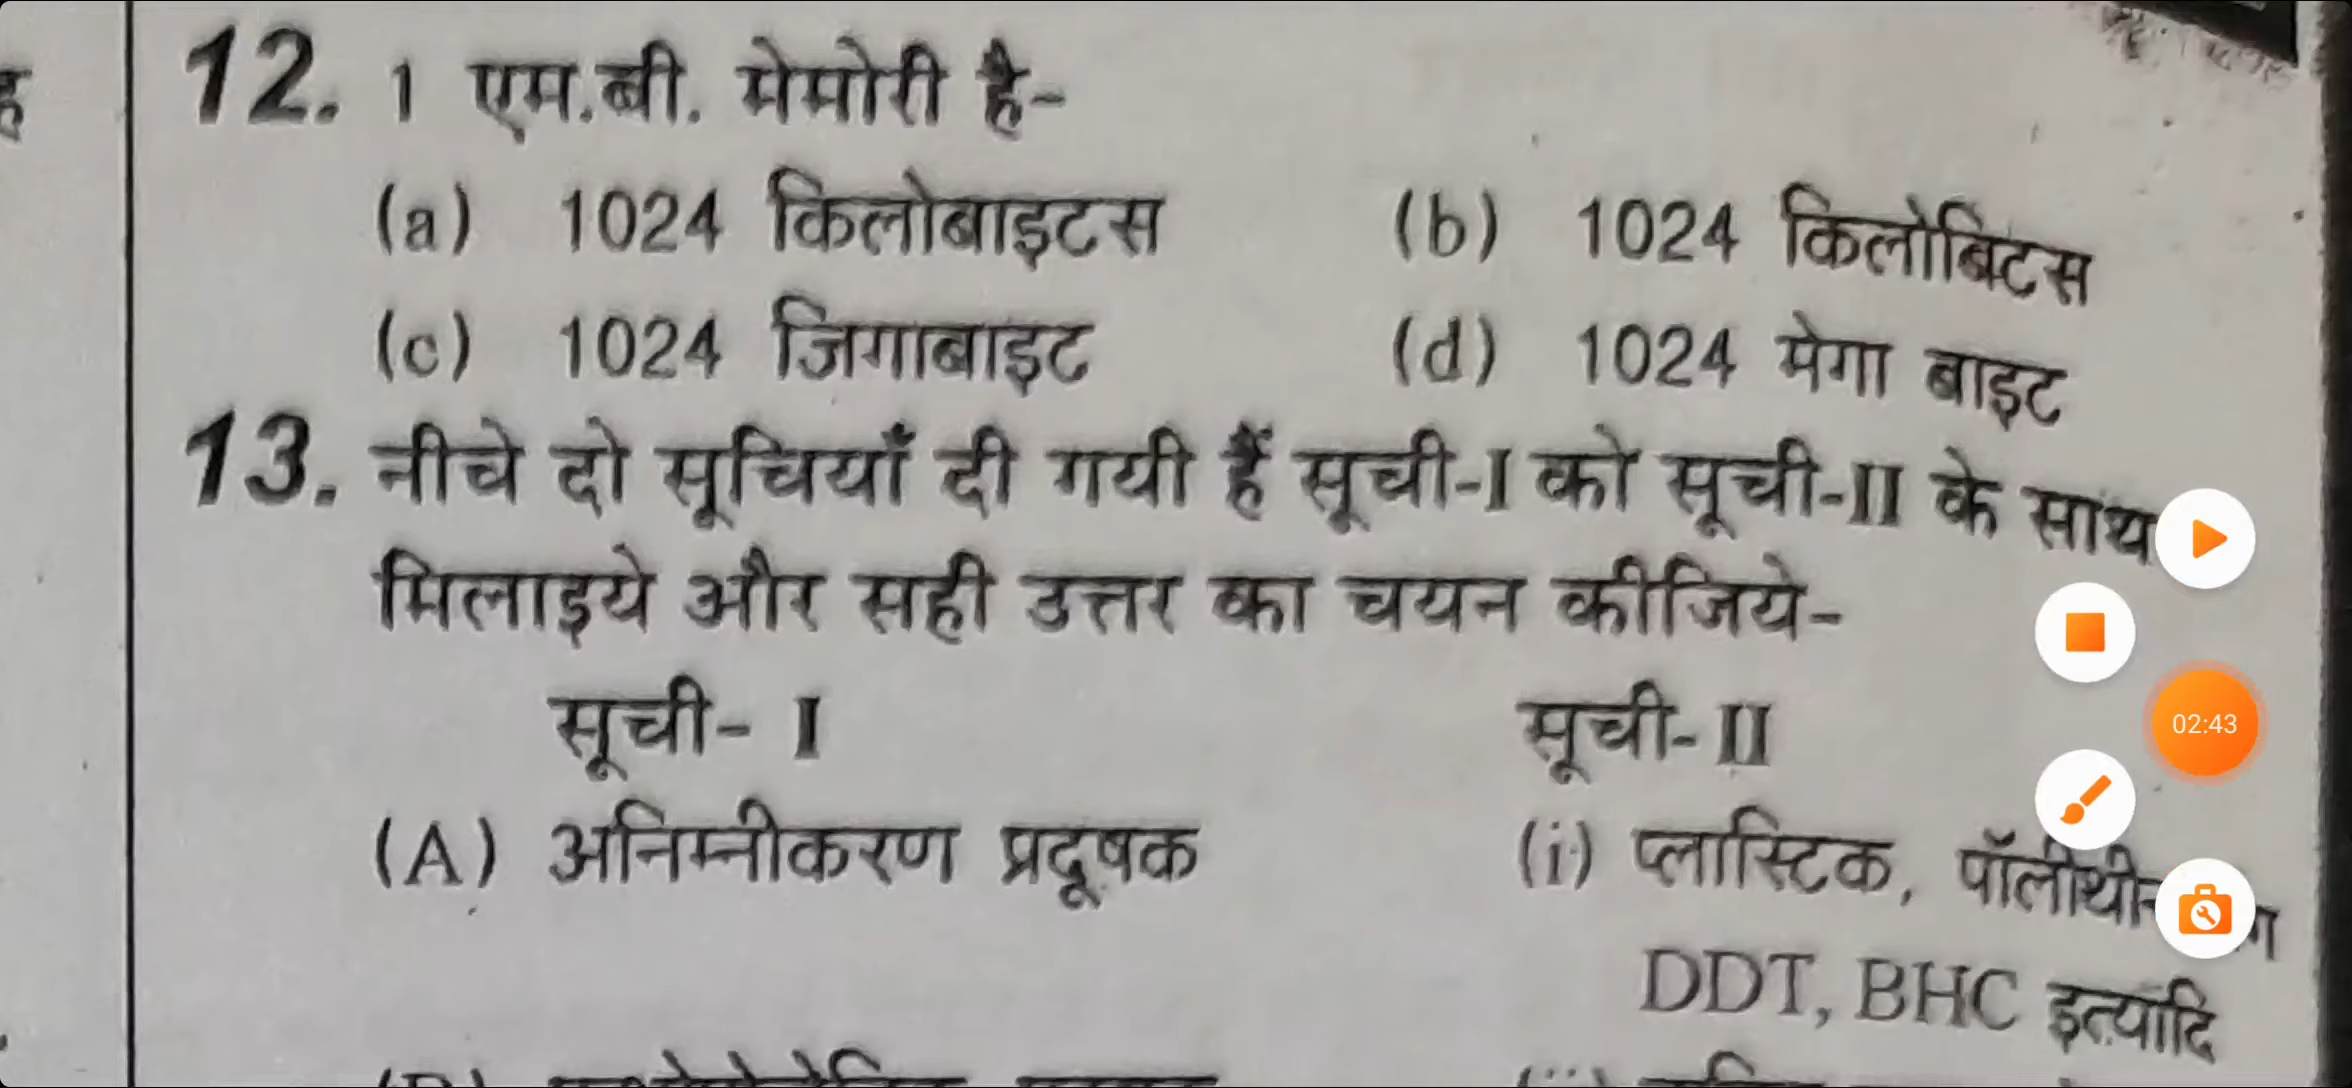 12. 1 एम.बी. मेमोरी है-
(a) 1024 किलोबाइटस (b) 1024 किलोबिटस
(c) 1024 जिगाबाइट (d) 1024 मेगा बाइट
13. नीचे दो सूचियाँ दी गयी हैं सूची-I को सूची-II के साथ
मिलाइये और सही उत्तर का चयन कीजिये-
सूची- I सूची-II
(A) अनिम्नीकरण प्रदूषक (i) प्लास्टिक,
DDT, BHC इत्यादि
02:43